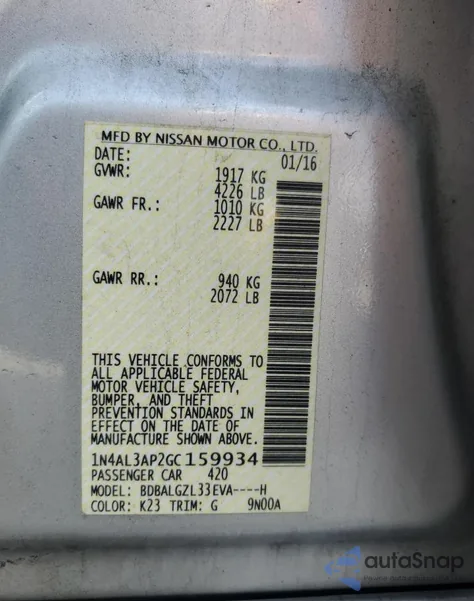 MFD BY NISSAN MOTOR CO., LTD.
DATE: 01/16
GVWR: 1917 KG
4226 LB
GAWR FR.: 1010 KG
2227 LB
GAWR RR.: 940 KG
2072 LB
THIS VEHICLE CONFORMS TO
ALL APPLICABLE FEDERAL
MOTOR VEHICLE SAFETY,
BUMPER, AND THEFT
PREVENTION STANDARDS
IN EFFECT ON THE DATE OF
MANUFACTURE SHOWN ABOVE.
1N4AL3AP2GC159934
PASSENGER CAR 420
MODEL: BDBALGZL33EVA----H
COLOR: K23 TRIM: G 9N00A
autoSnap